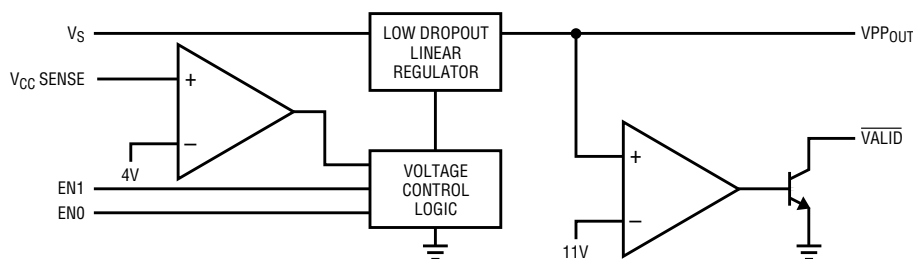 VS
LOW DROPOUT
LINEAR
REGULATOR
VPPOUT
VCC SENSE
+
−
4V
VOLTAGE
CONTROL
LOGIC
EN1
EN0
+
−
11V
VALID